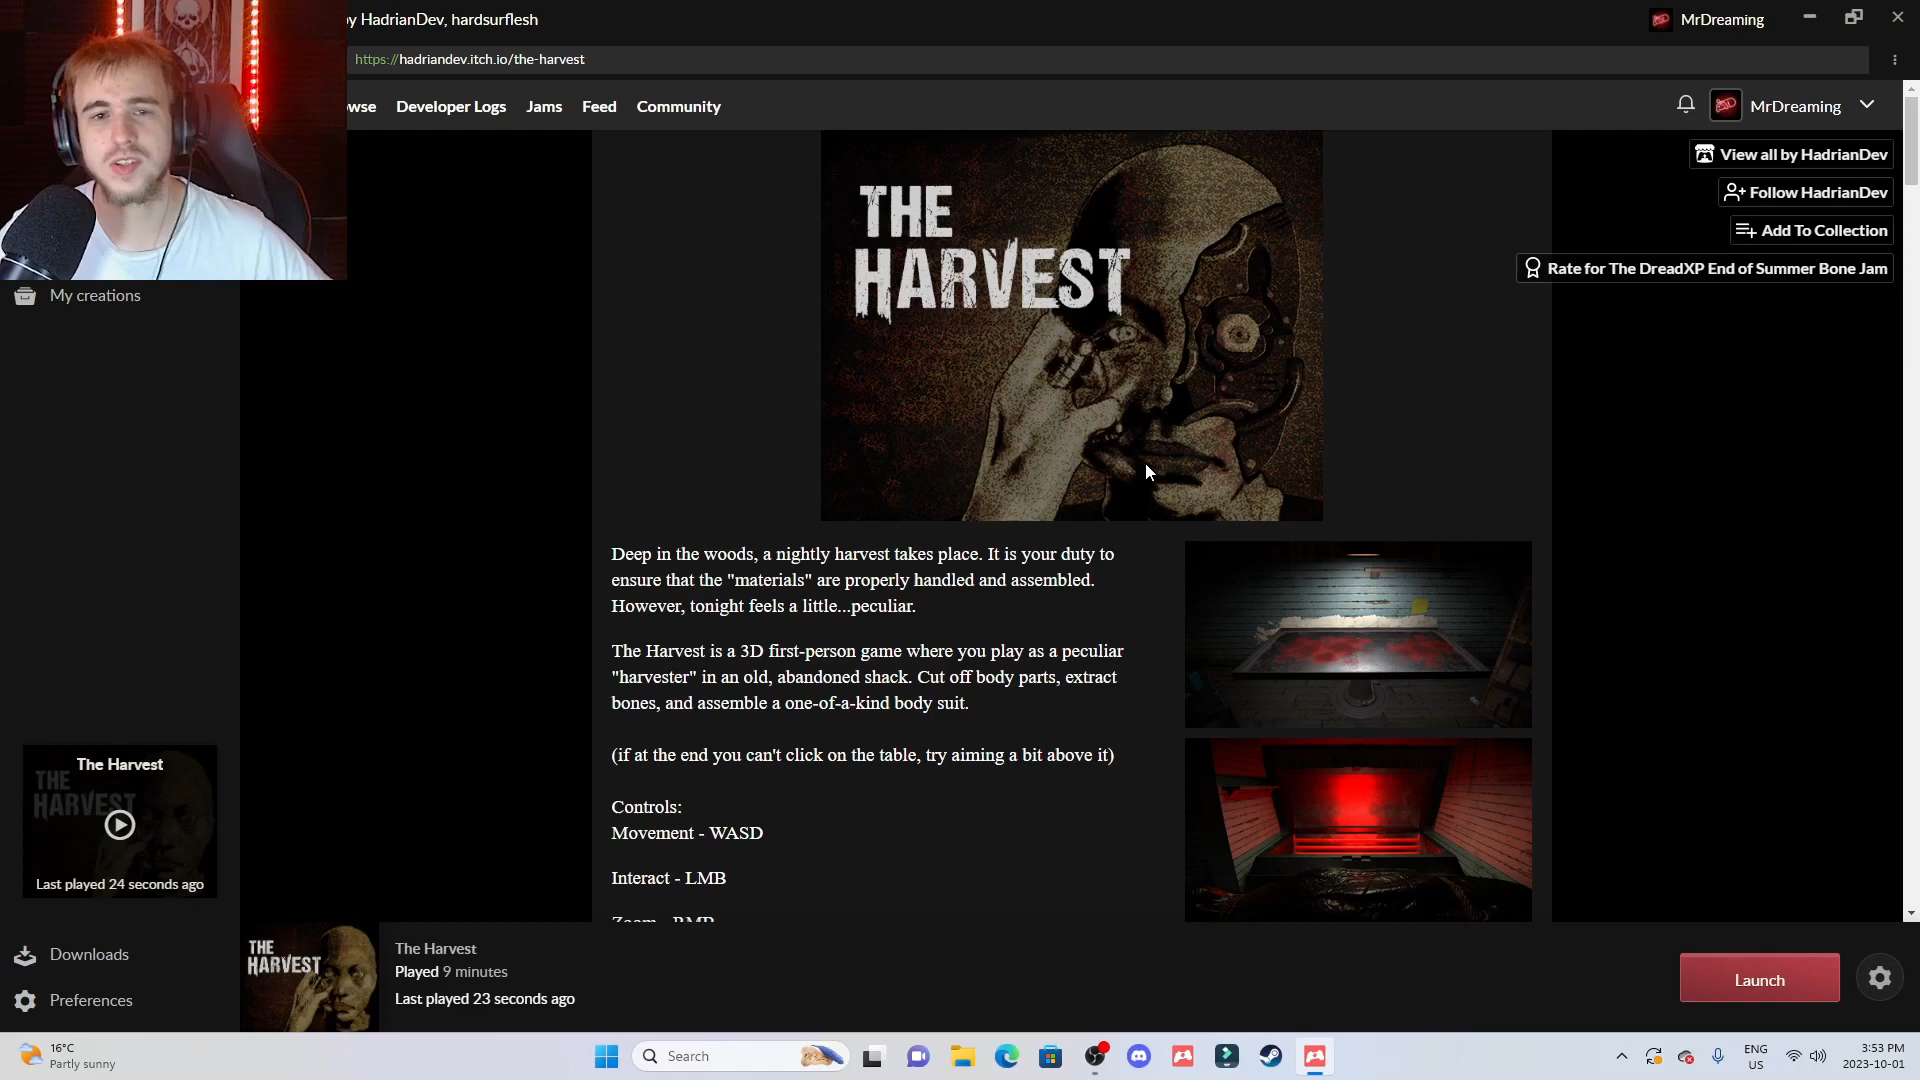 y HadrianDev, hardsurflesh
MrDreaming
https://hadriandev.itch.io/the-harvest
wse
Developer Logs
Jams
Feed
Community
MrDreaming
View all by HadrianDev
Follow HadrianDev
Add To Collection
Rate for The DreadXP End of Summer Bone Jam
THE
HARVEST
My creations
Deep in the woods, a nightly harvest takes place. It is your duty to
ensure that the "materials" are properly handled and assembled.
However, tonight feels a little...peculiar.
The Harvest is a 3D first-person game where you play as a peculiar
"harvester" in an old, abandoned shack. Cut off body parts, extract
bones, and assemble a one-of-a-kind body suit.
(if at the end you can't click on the table, try aiming a bit above it)
Controls:
Movement - WASD
Interact - LMB
Zoom - RMB
The Harvest
THE
HARVEST
Last played 24 seconds ago
Downloads
Preferences
THE
HARVEST
The Harvest
Played 9 minutes
Last played 23 seconds ago
Launch
16°C
Partly sunny
Search
ENG
US
3:53 PM
2023-10-01